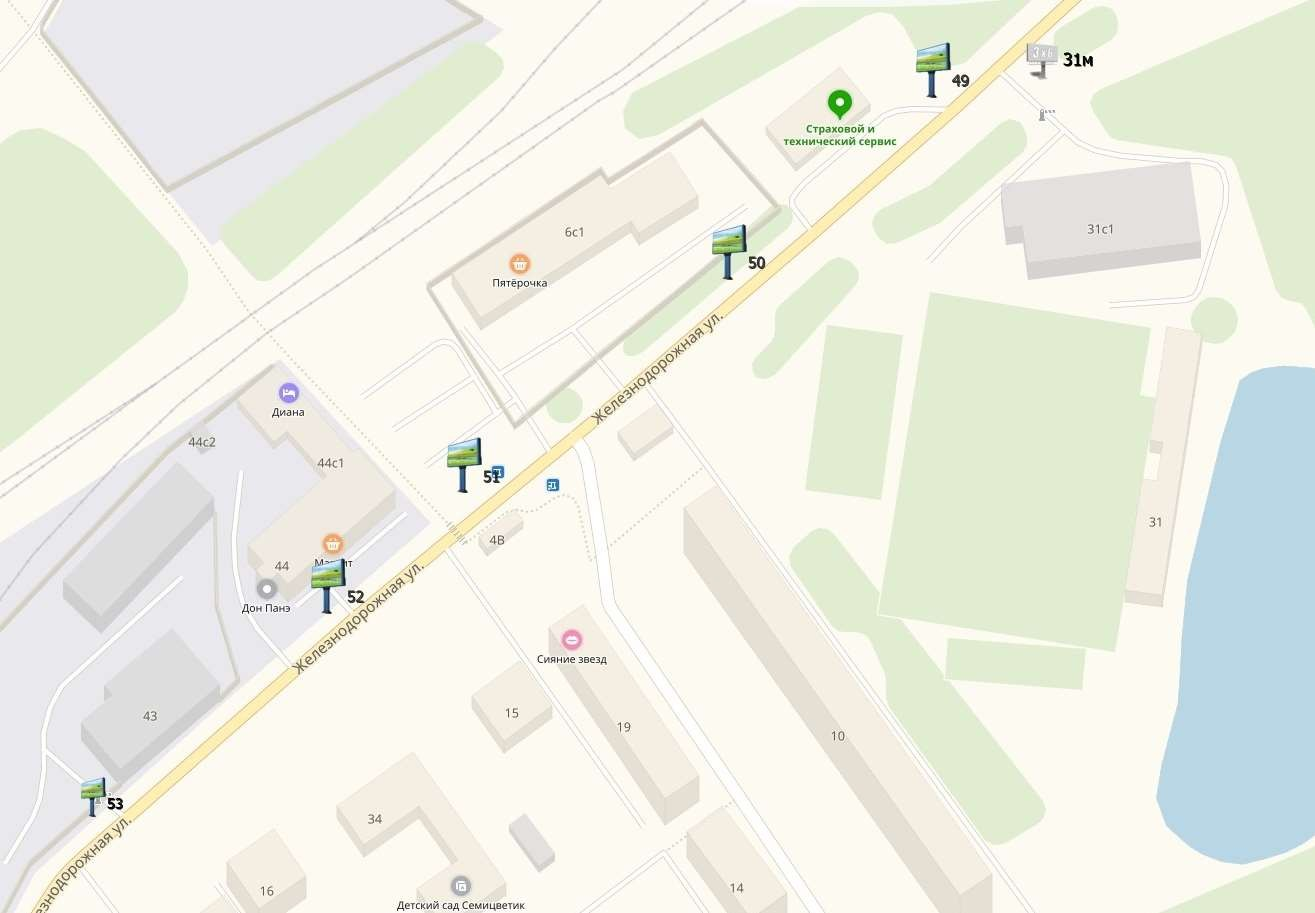 3х6
31м
49
Страховой и
технический сервис
6с1
31с1
50
Пятёрочка
Железнодорожная ул.
Диана
44с2
44с1
51
4В
31
44
52
Дон Панэ
Железнодорожная ул.
Сияние звезд
43
15
19
10
53
34
Железнодорожная ул.
16
14
Детский сад Семицветик